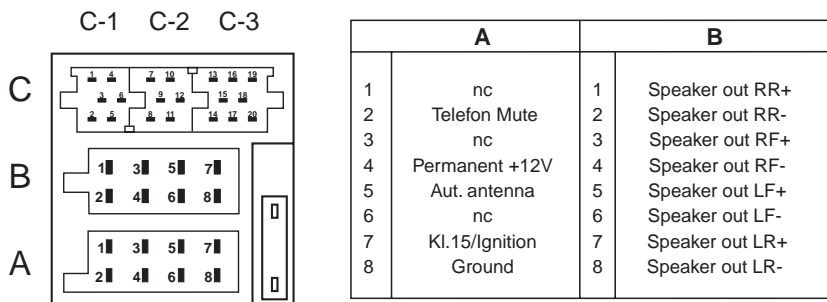 C-1 C-2 C-3
C
1 4 7 10 13 16 19
3 6 9 12 15 18
2 5 8 11 14 17 20
B
1 3 5 7
2 4 6 8
A
1 3 5 7
2 4 6 8
A B
1 nc 1 Speaker out RR+
2 Telefon Mute 2 Speaker out RR-
3 nc 3 Speaker out RF+
4 Permanent +12V 4 Speaker out RF-
5 Aut. antenna 5 Speaker out LF+
6 nc 6 Speaker out LF-
7 Kl.15/Ignition 7 Speaker out LR+
8 Ground 8 Speaker out LR-